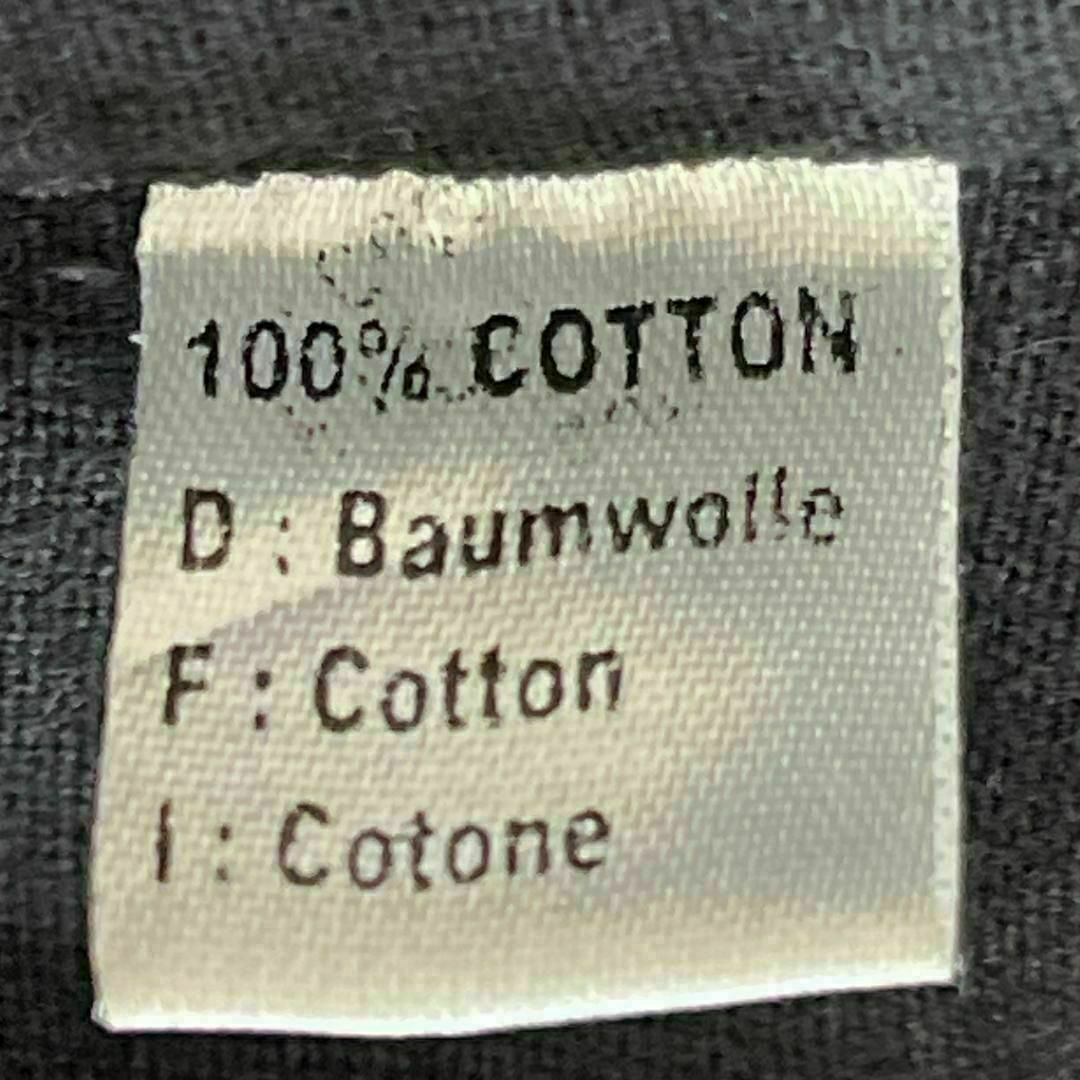 100% COTTON
D : Baumwolle
F : Cotton
I : Cotone